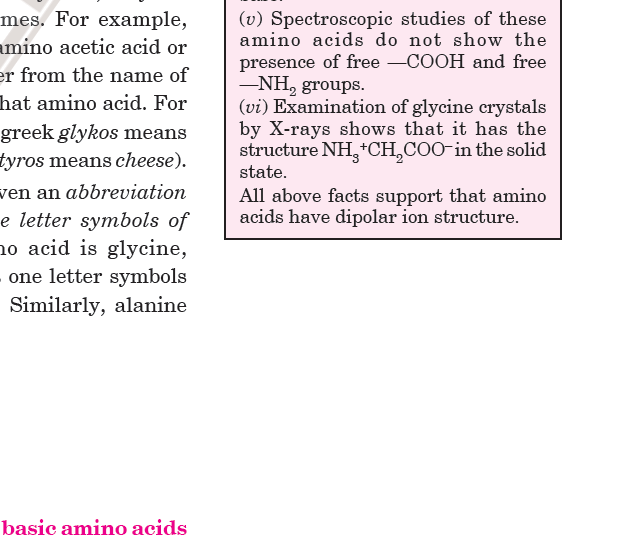 mes. For example,
amino acetic acid or
er from the name of
hat amino acid. For
greek glykos means
tyros means cheese).
ven an abbreviation
e letter symbols of
no acid is glycine,
one letter symbols
Similarly, alanine
basic amino acids
(v) Spectroscopic studies of these
amino acids do not show the
presence of free —COOH and free
—NH₂ groups.
(vi) Examination of glycine crystals
by X-rays shows that it has the
structure NH₃⁺CH₂COO⁻ in the solid
state.
All above facts support that amino
acids have dipolar ion structure.